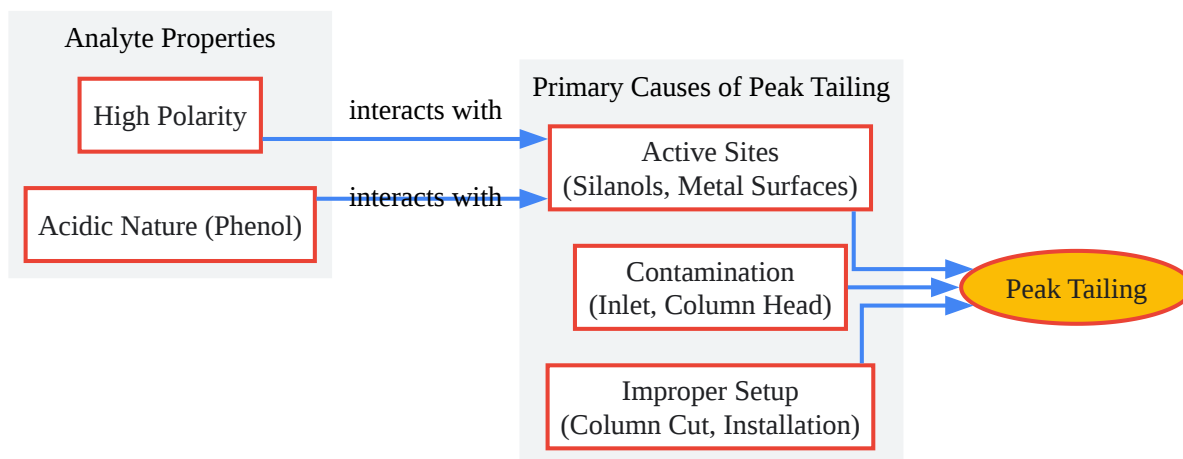 Analyte Properties
High Polarity
Acidic Nature (Phenol)
interacts with
interacts with
Primary Causes of Peak Tailing
Active Sites
(Silanols, Metal Surfaces)
Contamination
(Inlet, Column Head)
Improper Setup
(Column Cut, Installation)
Peak Tailing